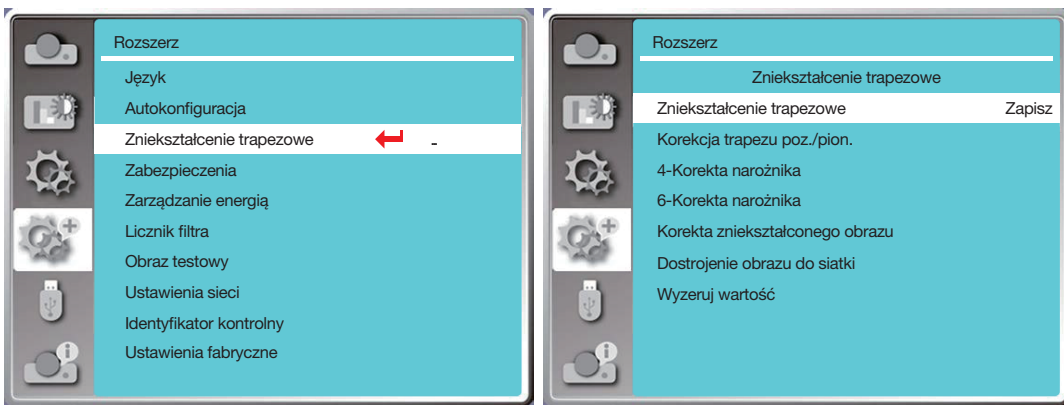 Rozszerz
Język
Autokonfiguracja
Zniekształcenie trapezowe -
Zabezpieczenia
Zarządzanie energią
Licznik filtra
Obraz testowy
Ustawienia sieci
Identyfikator kontrolny
Ustawienia fabryczne
Rozszerz
Zniekształcenie trapezowe
Zniekształcenie trapezowe Zapisz
Korekcja trapezu poz./pion.
4-Korekta narożnika
6-Korekta narożnika
Korekta zniekształconego obrazu
Dostrojenie obrazu do siatki
Wyzeruj wartość